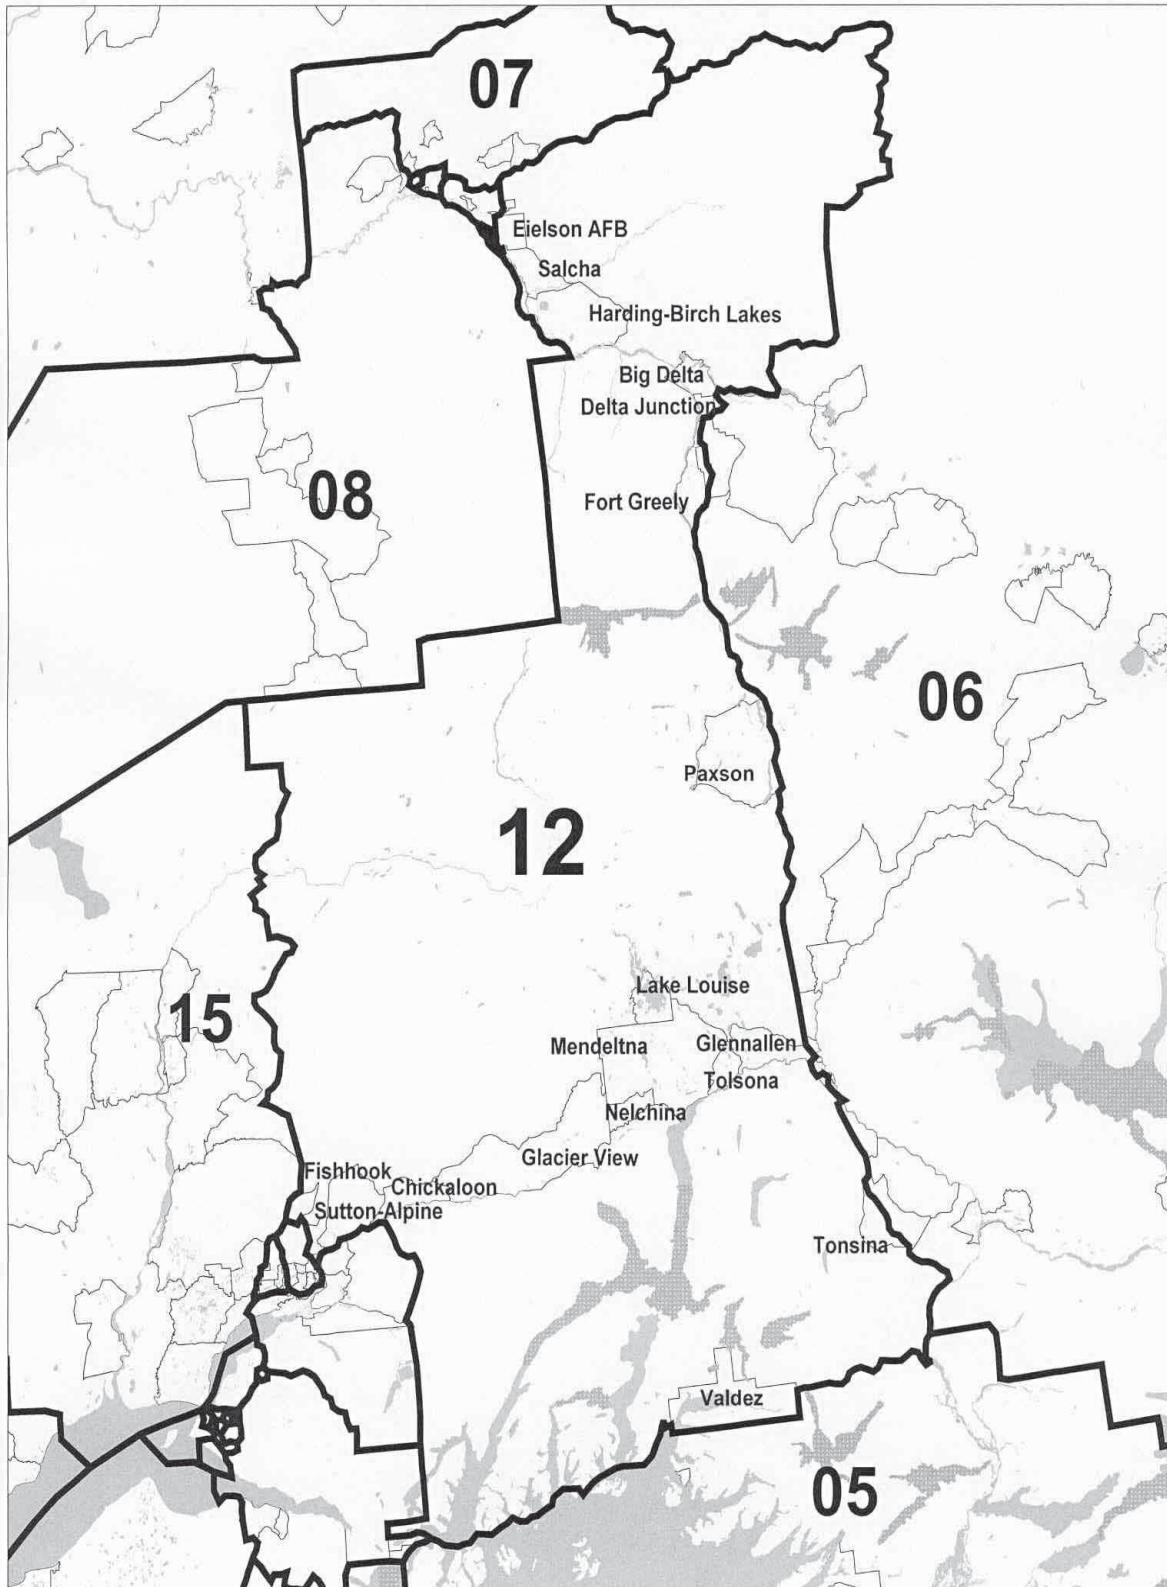 07
Eielson AFB
Salcha
Harding-Birch Lakes
Big Delta
Delta Junction
08
Fort Greely
06
Paxson
12
Lake Louise
15
Mendeltna
Glennallen
Tolsona
Nelchina
Glacier View
Fishhook
Chickaloon
Sutton-Alpine
Tonsina
Valdez
05